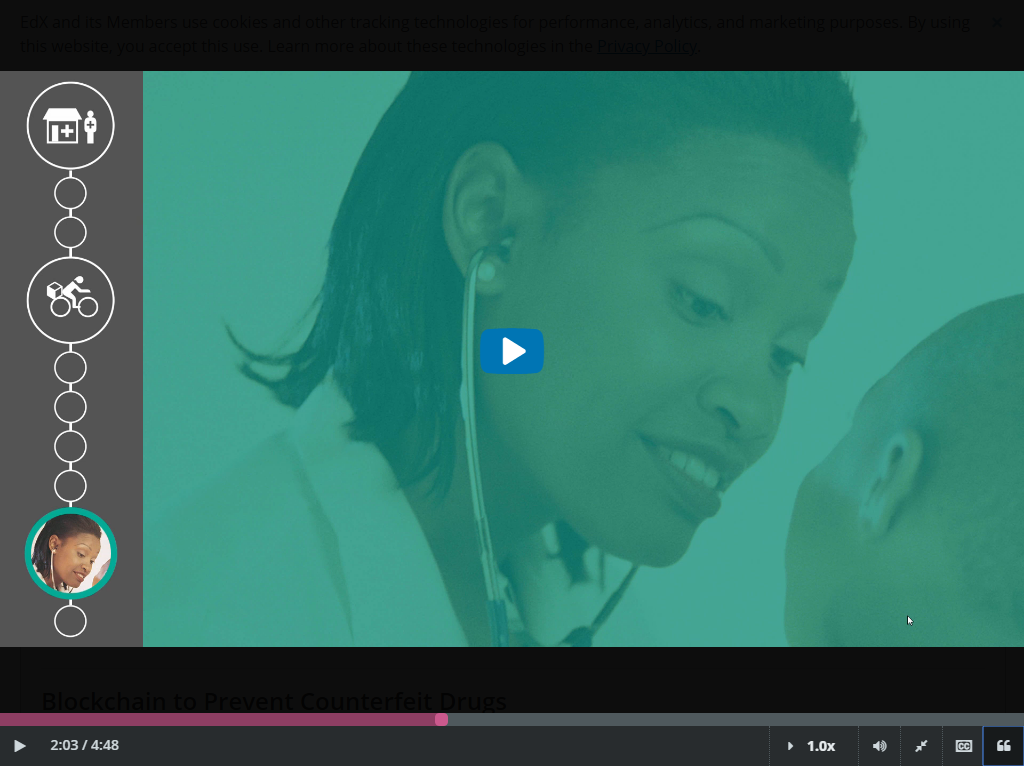 EdX and its Members use cookies and other tracking technologies for performance, analytics, and marketing purposes. By using
this website, you accept this use. Learn more about these technologies in the Privacy Policy.
Blockchain to Prevent Counterfeit Drugs
2:03 / 4:48
1.0x
CC